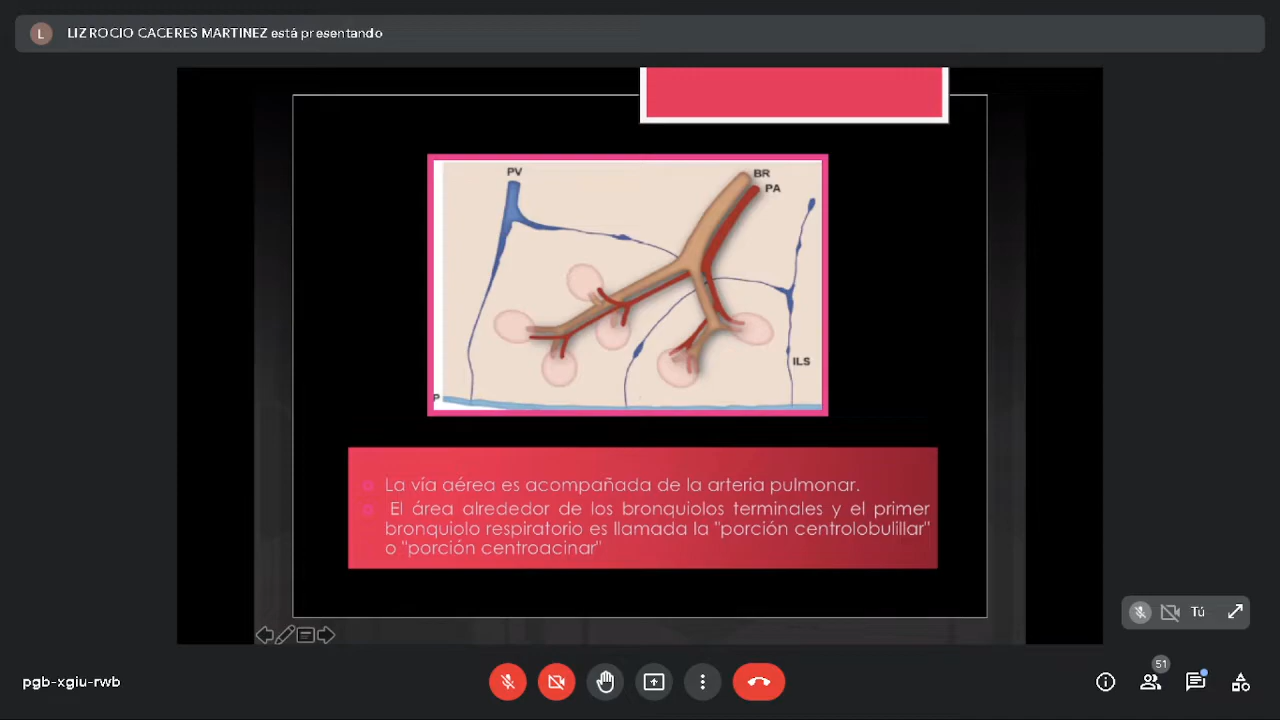 L
LIZ ROCIO CACERES MARTINEZ está presentando
PV
BR
PA
ILS
P
La vía aérea es acompañada de la arteria pulmonar.
El área alrededor de los bronquiolos terminales y el primer
bronquiolo respiratorio es llamada la "porción centrolobulillar"
o "porción centroacinar"
Tú
pgb-xgiu-rwb
51